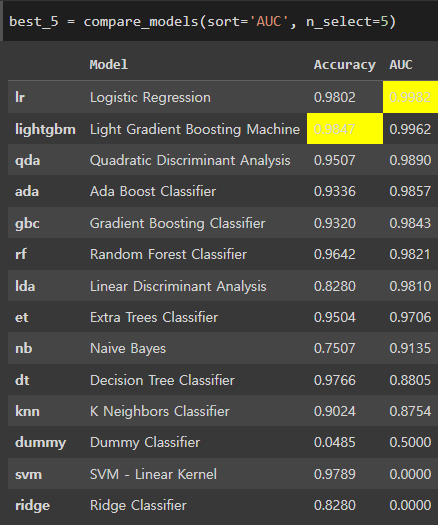 best_5 = compare_models(sort='AUC', n_select=5)
Model Accuracy AUC
lr Logistic Regression 0.9802 0.9982
lightgbm Light Gradient Boosting Machine 0.9847 0.9962
qda Quadratic Discriminant Analysis 0.9507 0.9890
ada Ada Boost Classifier 0.9336 0.9857
gbc Gradient Boosting Classifier 0.9320 0.9843
rf Random Forest Classifier 0.9642 0.9821
lda Linear Discriminant Analysis 0.8280 0.9810
et Extra Trees Classifier 0.9504 0.9706
nb Naive Bayes 0.7507 0.9135
dt Decision Tree Classifier 0.9766 0.8805
knn K Neighbors Classifier 0.9024 0.8754
dummy Dummy Classifier 0.0485 0.5000
svm SVM - Linear Kernel 0.9789 0.0000
ridge Ridge Classifier 0.8280 0.0000